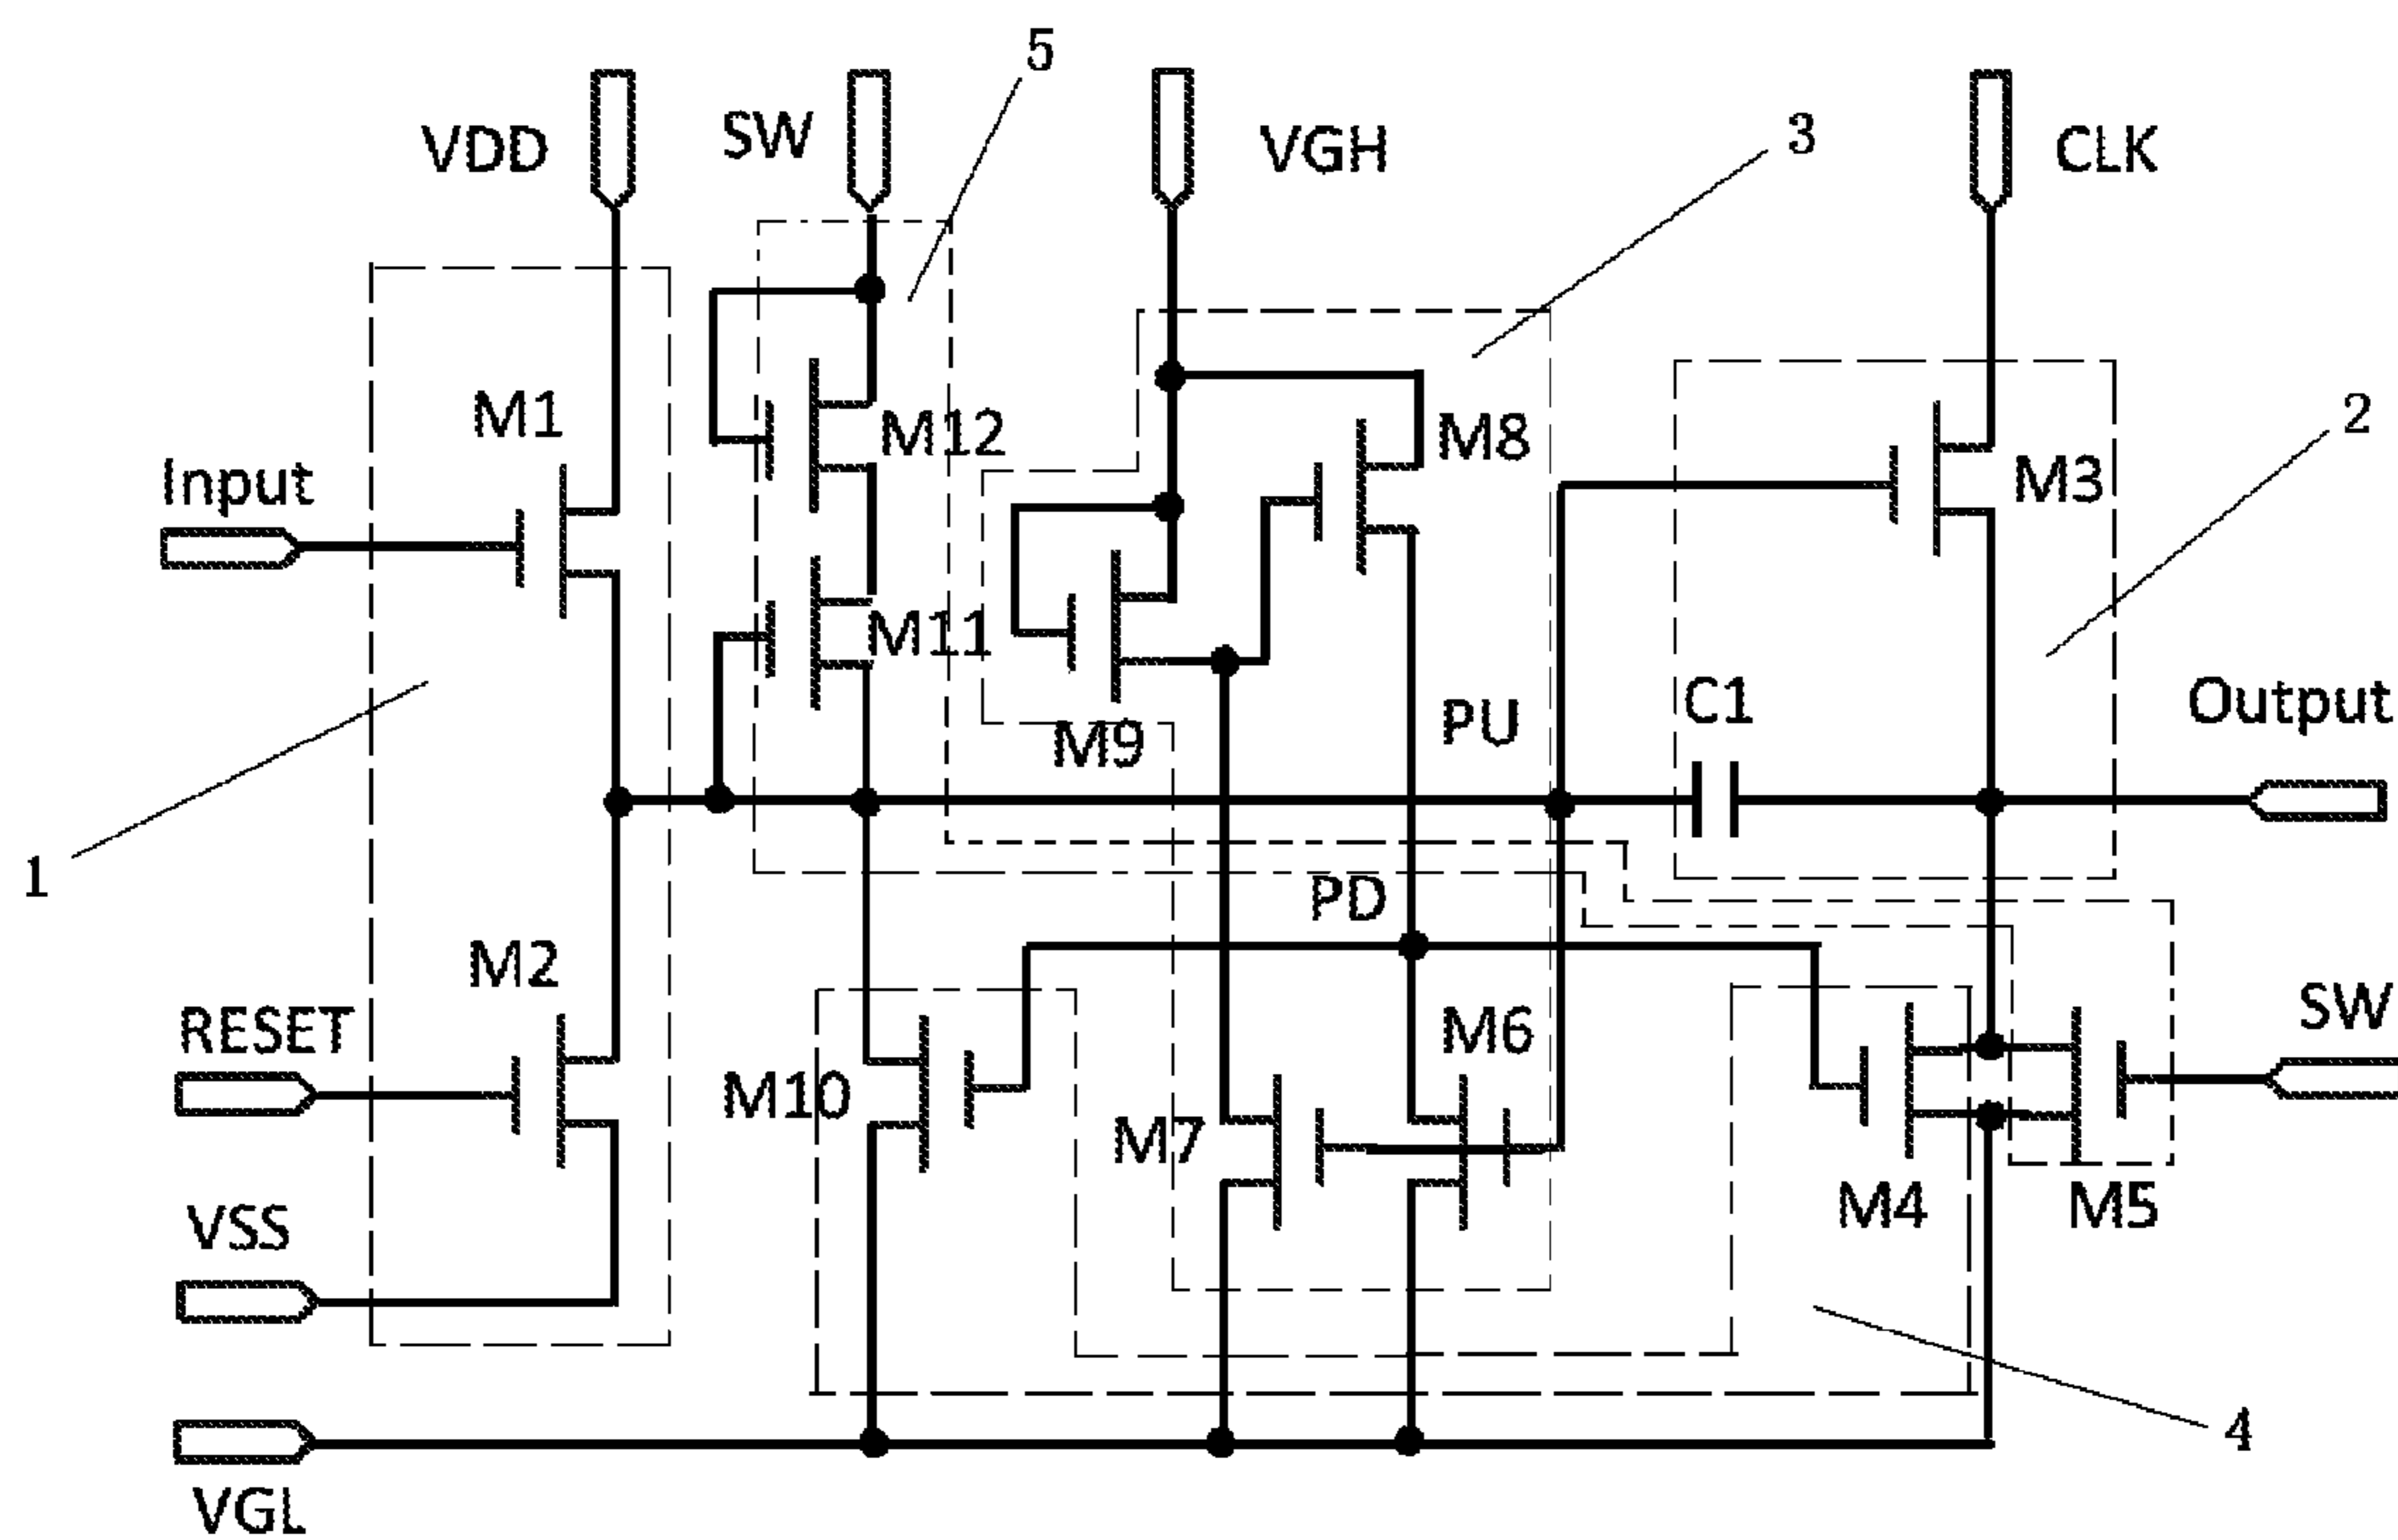 5
VDD
SW
VGH
3
CLK
M1
M12
M8
2
Input
M3
M11
M9
PU
C1
Output
1
PD
M2
RESET
M10
M7
M6
SW
VSS
M4
M5
4
VGL